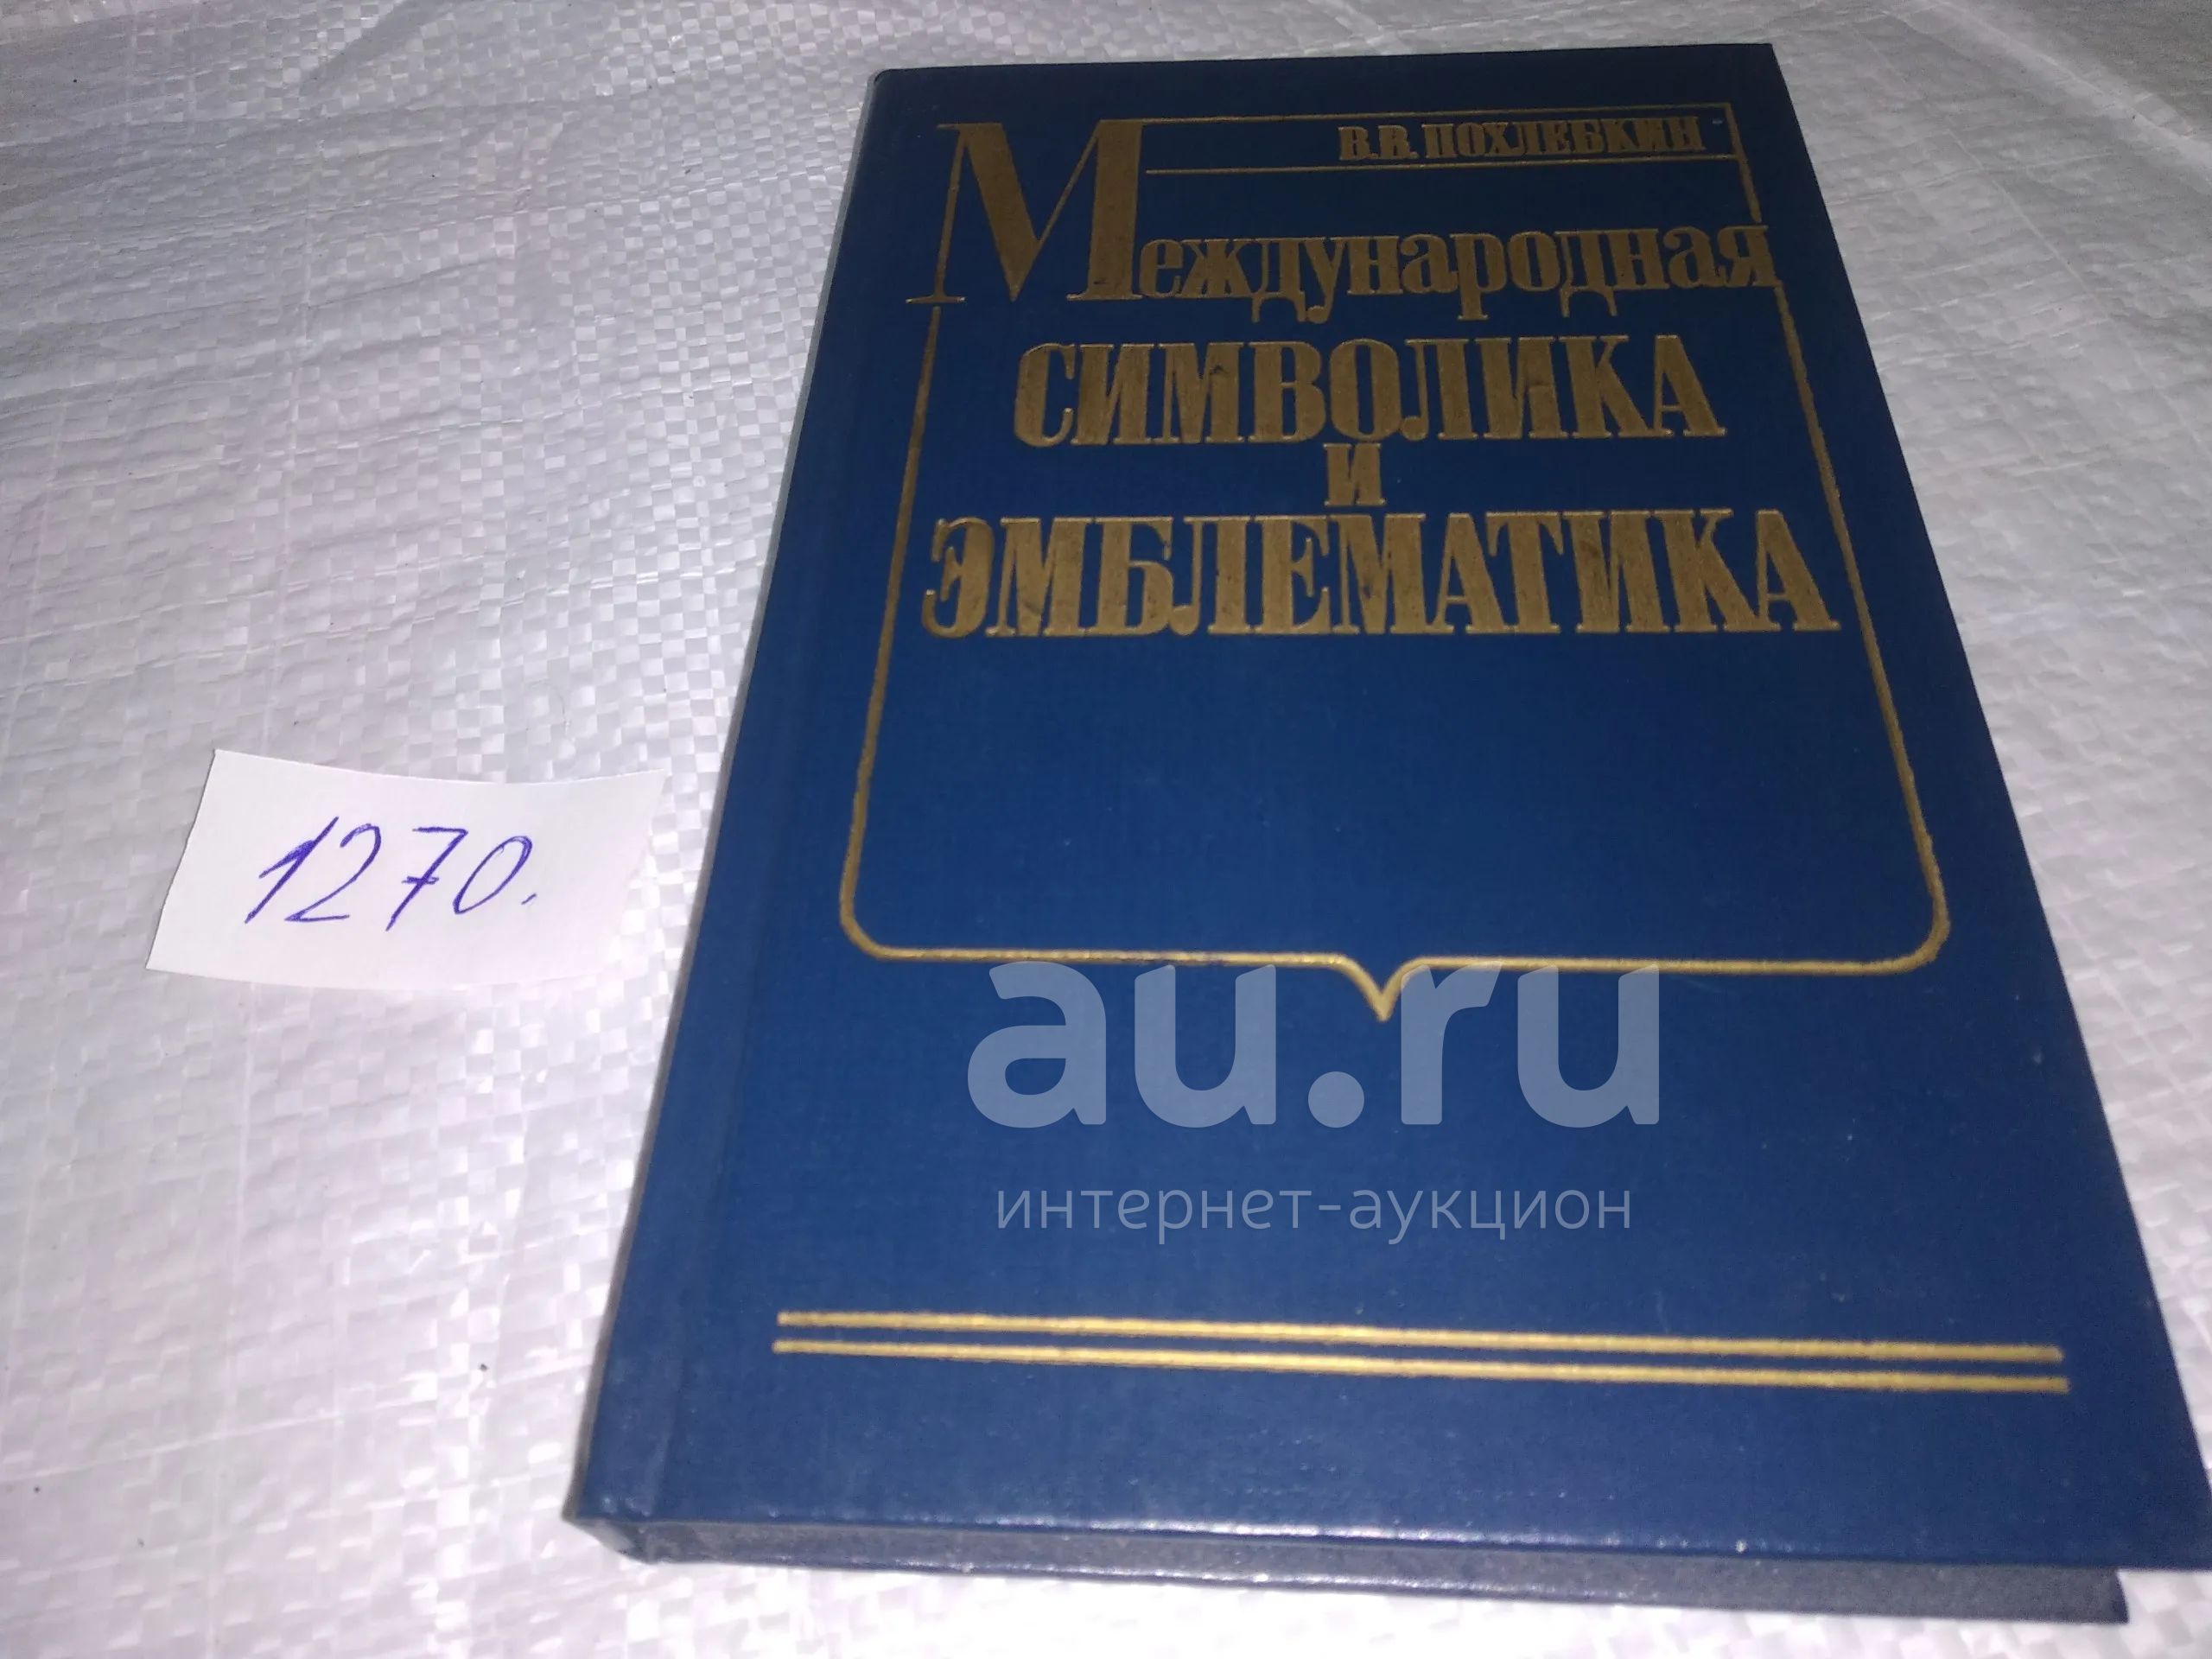 В.В. ПОХЛЕБКИН
Международная
СИМВОЛИКА
И
ЭМБЛЕМАТИКА
1270.
au.ru
интернет-аукцион